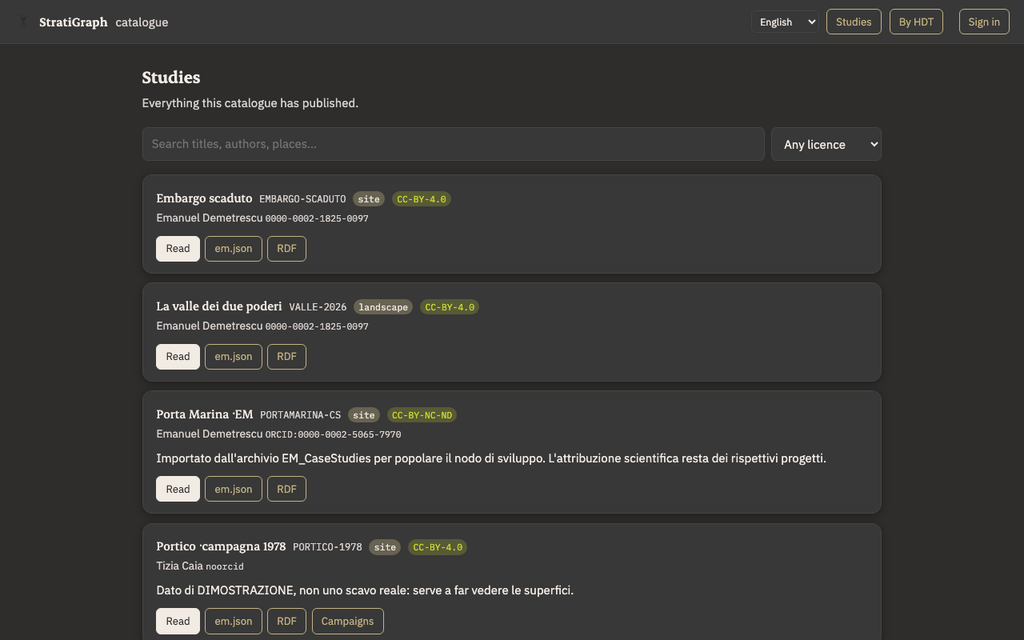 StratiGraph catalogue English Studies By HDT Sign in
Studies
Everything this catalogue has published.
Search titles, authors, places... Any licence
Embargo scaduto EMBARGO-SCADUTO site CC-BY-4.0
Emanuel Demetrescu 0000-0002-1825-0097
Read em.json RDF
La valle dei due poderi VALLE-2026 landscape CC-BY-4.0
Emanuel Demetrescu 0000-0002-1825-0097
Read em.json RDF
Porta Marina ·EM PORTAMARINA-CS site CC-BY-NC-ND
Emanuel Demetrescu ORCID:0000-0002-5065-7970
Importato dall'archivio EM_CaseStudies per popolare il nodo di sviluppo. L'attribuzione scientifica resta dei rispettivi progetti.
Read em.json RDF
Portico ·campagna 1978 PORTICO-1978 site CC-BY-4.0
Tizia Caia noorcid
Dato di DIMOSTRAZIONE, non uno scavo reale: serve a far vedere le superfici.
Read em.json RDF Campaigns